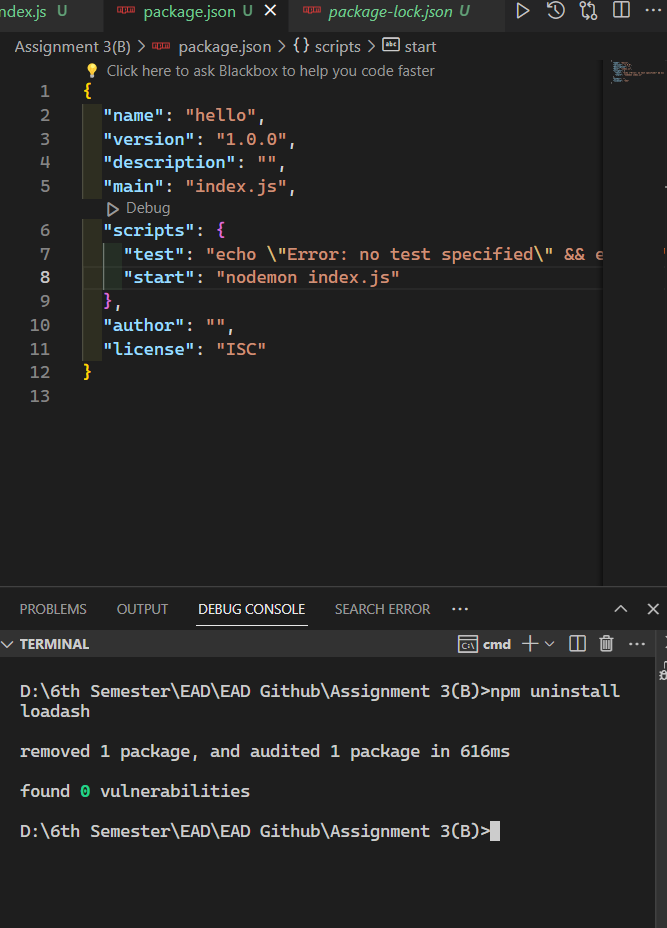 ndex.js U package.json U package-lock.json U
Assignment 3(B) > package.json > {} scripts > abc start
Click here to ask Blackbox to help you code faster
1 {
2 "name": "hello",
3 "version": "1.0.0",
4 "description": "",
5 "main": "index.js",
Debug
6 "scripts": {
7 "test": "echo \"Error: no test specified\" && e
8 "start": "nodemon index.js"
9 },
10 "author": "",
11 "license": "ISC"
12 }
13
PROBLEMS OUTPUT DEBUG CONSOLE SEARCH ERROR ...
TERMINAL cmd
D:\6th Semester\EAD\EAD Github\Assignment 3(B)>npm uninstall
loadash
removed 1 package, and audited 1 package in 616ms
found 0 vulnerabilities
D:\6th Semester\EAD\EAD Github\Assignment 3(B)>